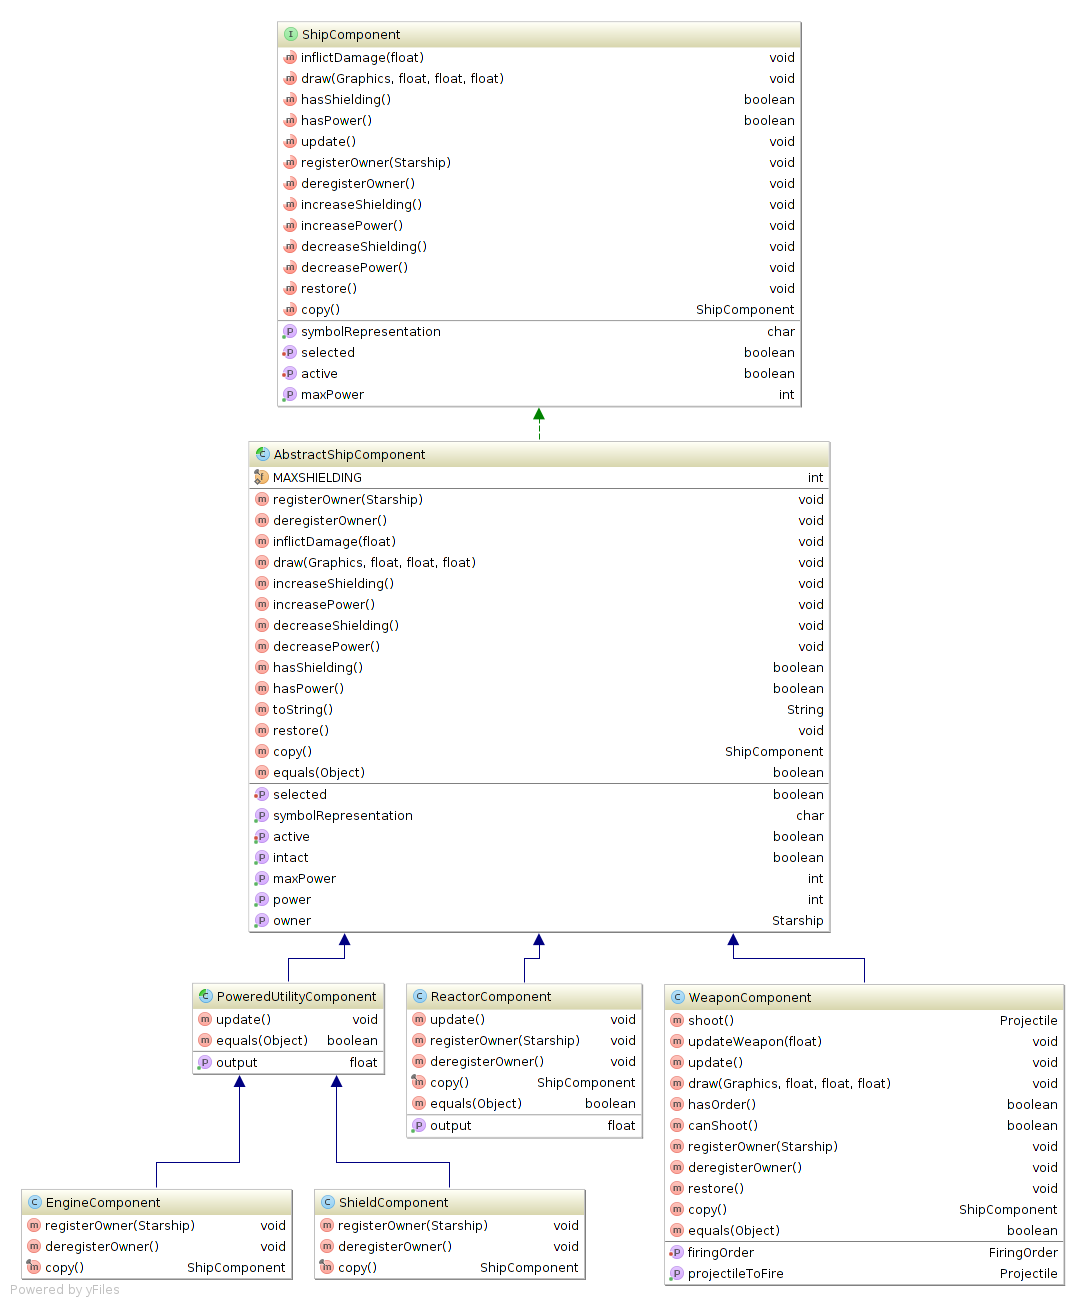 ShipComponent
inflictDamage(float) void
draw(Graphics, float, float, float) void
hasShielding() boolean
hasPower() boolean
update() void
registerOwner(Starship) void
deregisterOwner() void
increaseShielding() void
increasePower() void
decreaseShielding() void
decreasePower() void
restore() void
copy() ShipComponent
symbolRepresentation char
selected boolean
active boolean
maxPower int
AbstractShipComponent
MAXSHIELDING int
registerOwner(Starship) void
deregisterOwner() void
inflictDamage(float) void
draw(Graphics, float, float, float) void
increaseShielding() void
increasePower() void
decreaseShielding() void
decreasePower() void
hasShielding() boolean
hasPower() boolean
toString() String
restore() void
copy() ShipComponent
equals(Object) boolean
selected boolean
symbolRepresentation char
active boolean
intact boolean
maxPower int
power int
owner Starship
PoweredUtilityComponent
update() void
equals(Object) boolean
output float
ReactorComponent
update() void
registerOwner(Starship) void
deregisterOwner() void
copy() ShipComponent
equals(Object) boolean
output float
WeaponComponent
shoot() Projectile
updateWeapon(float) void
update() void
draw(Graphics, float, float, float) void
hasOrder() boolean
canShoot() boolean
registerOwner(Starship) void
deregisterOwner() void
restore() void
copy() ShipComponent
equals(Object) boolean
firingOrder FiringOrder
projectileToFire Projectile
EngineComponent
registerOwner(Starship) void
deregisterOwner() void
copy() ShipComponent
ShieldComponent
registerOwner(Starship) void
deregisterOwner() void
copy() ShipComponent
Powered by yFiles